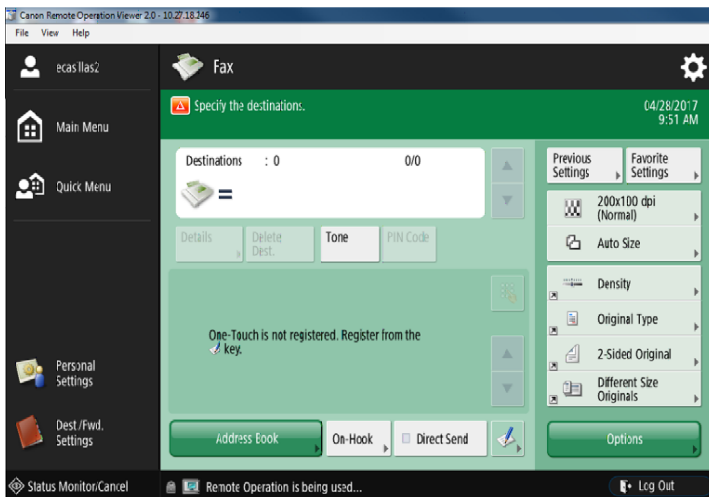 Canon Remote Operation Viewer 2.0 - 10.27.18.246
File View Help
ecasillas2
Fax
Specify the destinations.
04/28/2017
9:51 AM
Main Menu
Quick Menu
Destinations : 0 0/0
Details
Delete
Dest.
Tone
PIN Code
One-Touch is not registered. Register from the
key.
Previous
Settings
Favorite
Settings
200x100 dpi
(Normal)
Auto Size
Density
Original Type
2-Sided Original
Different Size
Originals
Personal
Settings
Dest./Fwd.
Settings
Address Book
On-Hook
Direct Send
Options
Status Monitor/Cancel
Remote Operation is being used...
Log Out